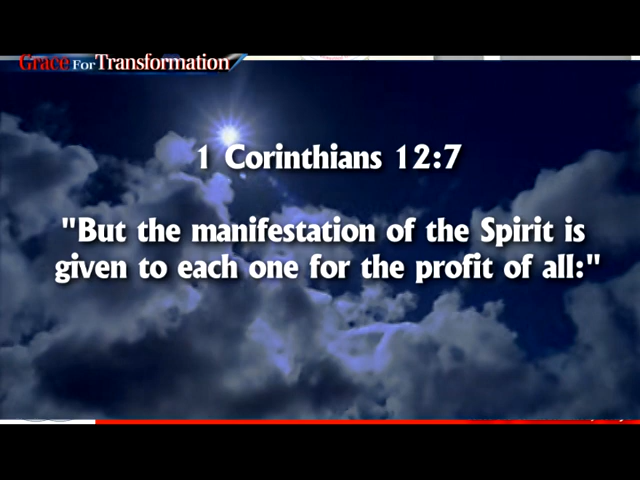 Grace For Transformation
1 Corinthians 12:7
"But the manifestation of the Spirit is
given to each one for the profit of all:"